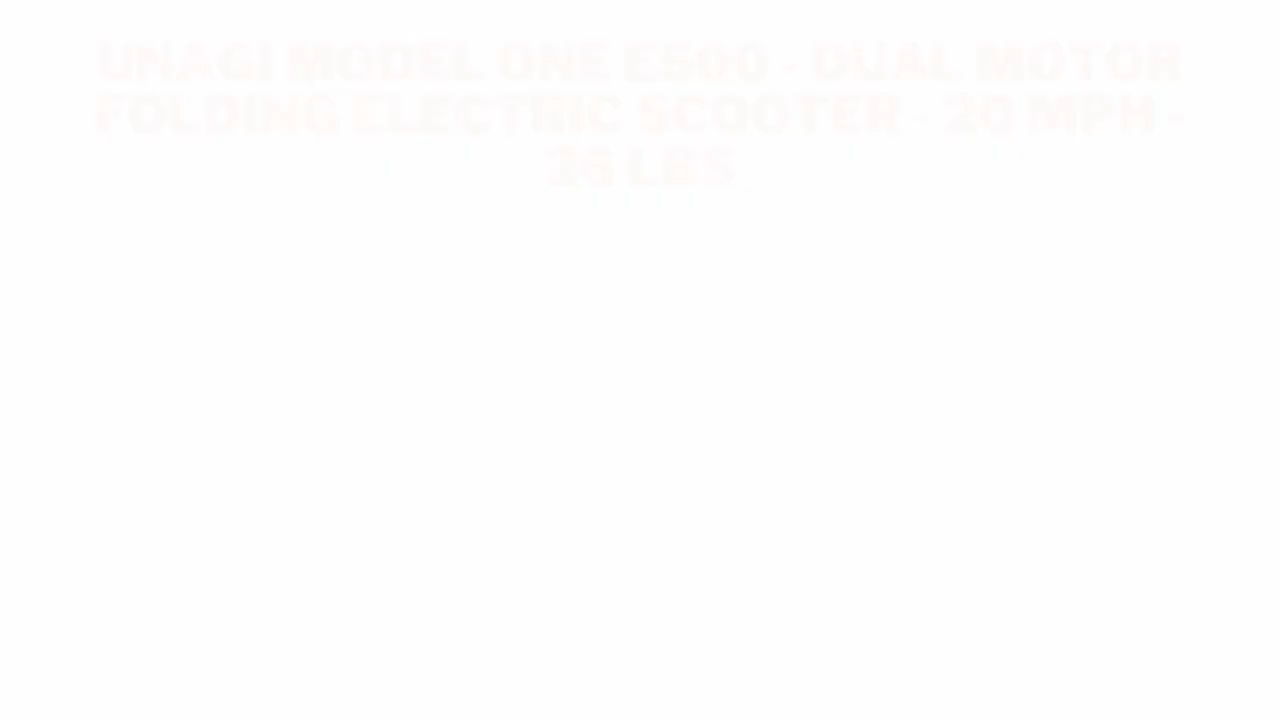 UNAGI MODEL ONE E500 - DUAL MOTOR
FOLDING ELECTRIC SCOOTER - 20 MPH -
26 LBS